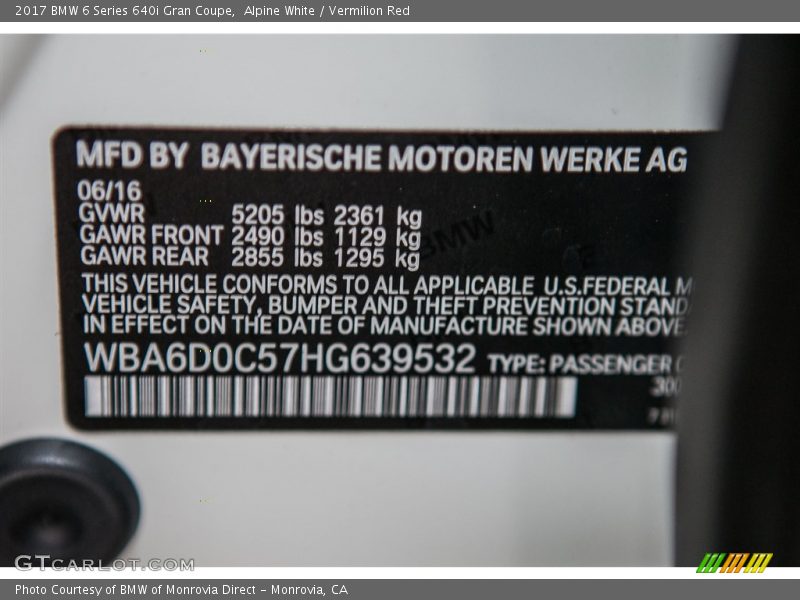 2017 BMW 6 Series 640i Gran Coupe,  Alpine White / Vermilion Red
MFD BY BAYERISCHE MOTOREN WERKE AG
06/16
GVWR 5205 lbs 2361 kg
GAWR FRONT 2490 lbs 1129 kg
GAWR REAR 2855 lbs 1295 kg
THIS VEHICLE CONFORMS TO ALL APPLICABLE U.S.FEDERAL M
VEHICLE SAFETY, BUMPER AND THEFT PREVENTION STAND
IN EFFECT ON THE DATE OF MANUFACTURE SHOWN ABOVE
WBA6D0C57HG639532 TYPE: PASSENGER
300
GTCARLOT.COM
Photo Courtesy of BMW of Monrovia Direct – Monrovia, CA